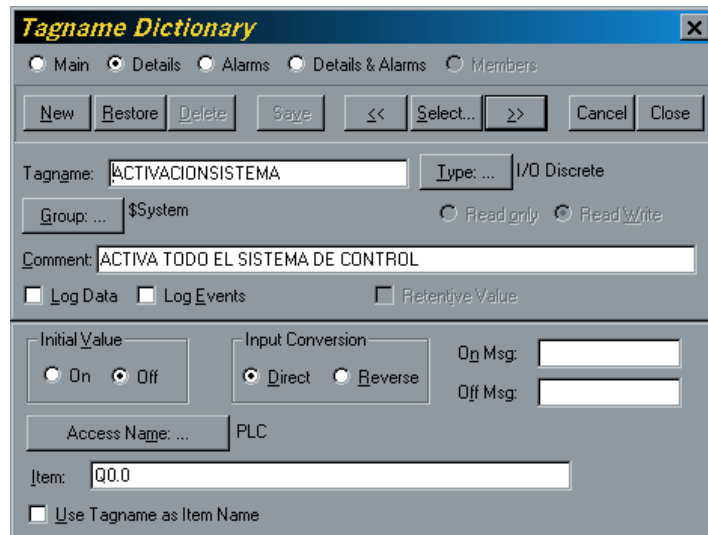 Tagname Dictionary
Main Details Alarms Details & Alarms Members
New Restore Delete Save << Select... >> Cancel Close
Tagname: ACTIVACIONSISTEMA Type: ... I/O Discrete
Group: ... $System Read only Read Write
Comment: ACTIVA TODO EL SISTEMA DE CONTROL
Log Data Log Events Retentive Value
Initial Value Input Conversion On Msg:
On Off Direct Reverse Off Msg:
Access Name: ... PLC
Item: Q0.0
Use Tagname as Item Name